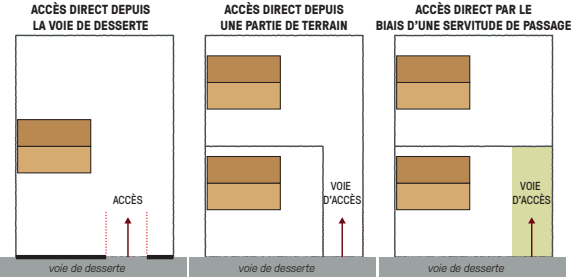 ACCÈS DIRECT DEPUIS
LA VOIE DE DESSERTE
ACCÈS
voie de desserte
ACCÈS DIRECT DEPUIS
UNE PARTIE DE TERRAIN
VOIE
D'ACCÈS
voie de desserte
ACCÈS DIRECT PAR LE
BIAIS D'UNE SERVITUDE DE PASSAGE
VOIE
D'ACCÈS
voie de desserte